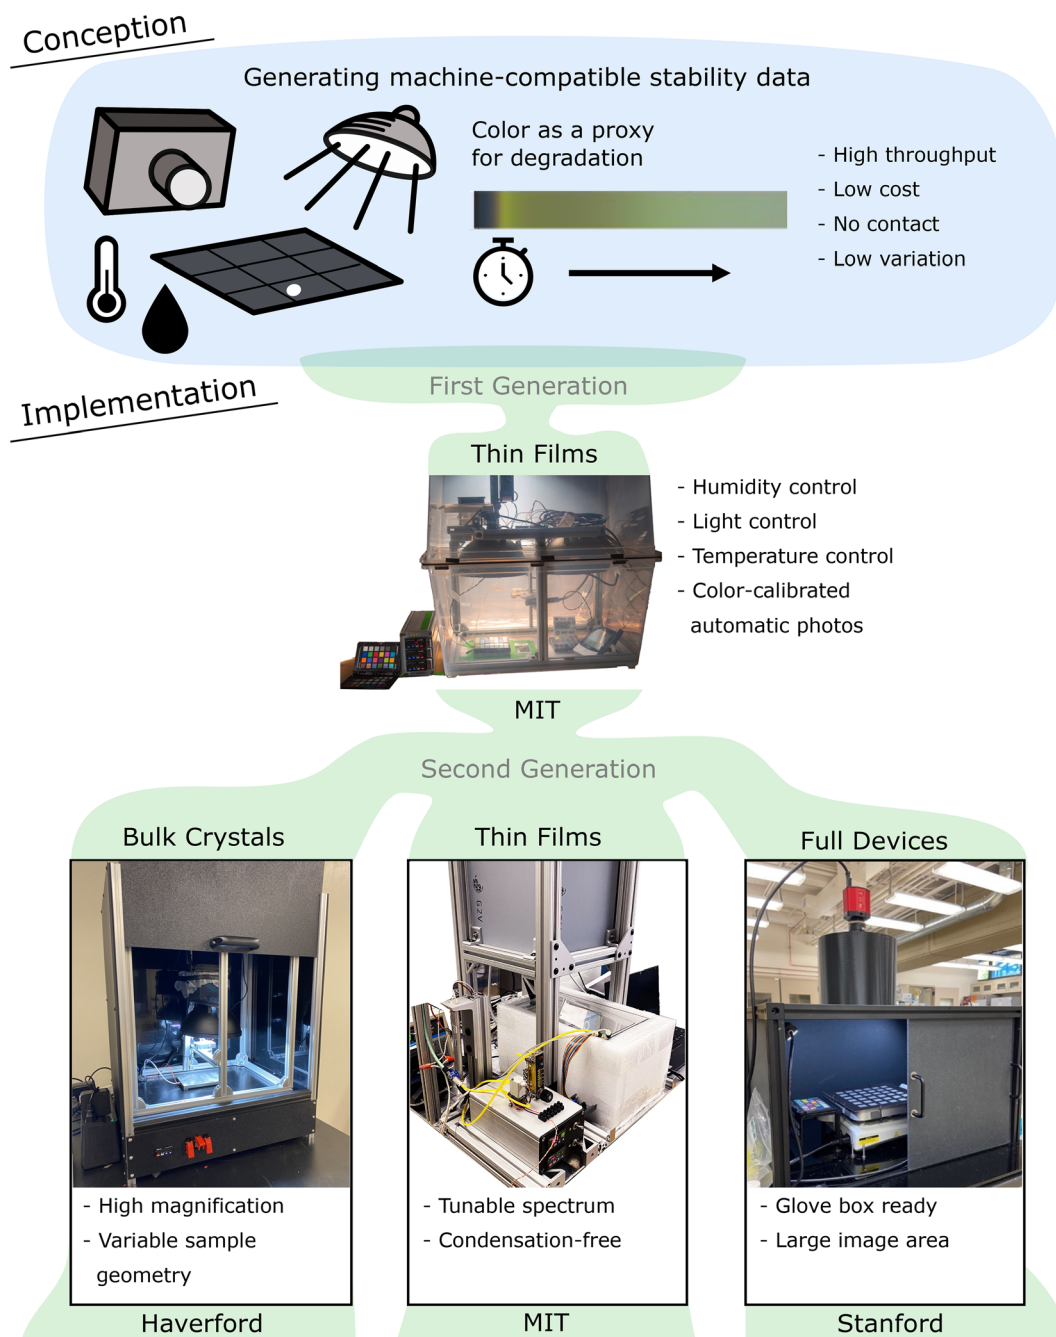 Conception
Generating machine-compatible stability data
Color as a proxy
for degradation
- High throughput
- Low cost
- No contact
- Low variation
Implementation
First Generation
Thin Films
- Humidity control
- Light control
- Temperature control
- Color-calibrated
automatic photos
MIT
Second Generation
Bulk Crystals
Thin Films
Full Devices
G2V
- High magnification
- Variable sample
geometry
- Tunable spectrum
- Condensation-free
- Glove box ready
- Large image area
Haverford
MIT
Stanford